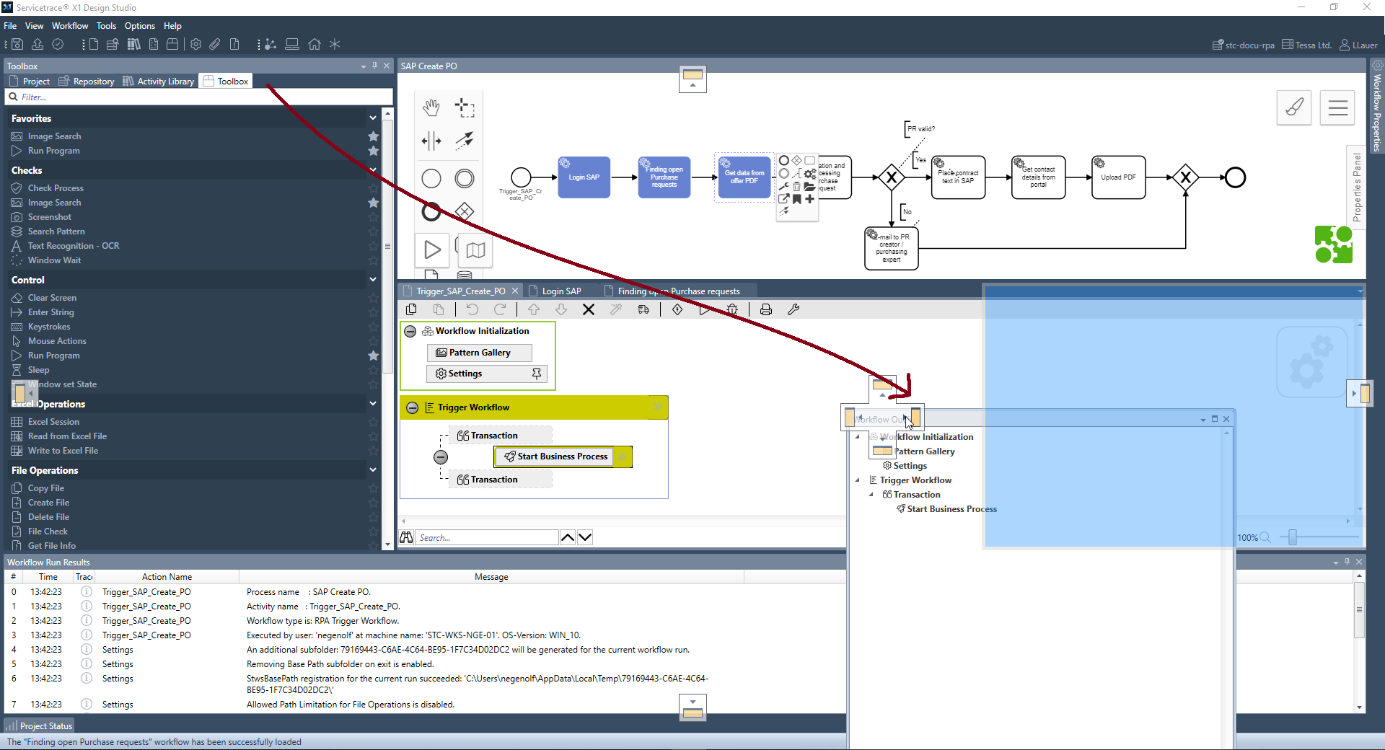 Servicetrace® X1 Design Studio
File View Workflow Tools Options Help
stc-docu-rpa Tessa Ltd. LLauer
Toolbox
Project Repository Activity Library Toolbox
Filter...
Favorites
Image Search
Run Program
Checks
Check Process
Image Search
Screenshot
Search Pattern
Text Recognition - OCR
Window Wait
Control
Clear Screen
Enter String
Keystrokes
Mouse Actions
Run Program
Sleep
Window set State
Excel Operations
Excel Session
Read from Excel File
Write to Excel File
File Operations
Copy File
Create File
Delete File
File Check
Get File Info
SAP Create PO
Trigger_SAP_Cr
eate_PO
Login SAP
Finding open
Purchase
requests
Get data from
offer PDF
ation and
cessing
rchase
quest
PR valid?
Yes
No
Place contract
text in SAP
Get contact
details from
portal
Upload PDF
-mail to PR
creator /
purchasing
expert
Workflow Properties
Properties Panel
Trigger_SAP_Create_PO Login SAP Finding open Purchase requests
Workflow Initialization
Pattern Gallery
Settings
Trigger Workflow
Transaction
Start Business Process
Transaction
Search...
100%
Workflow Ou
Workflow Initialization
Pattern Gallery
Settings
Trigger Workflow
Transaction
Start Business Process
Workflow Run Results
# Time Trac Action Name Message
0 13:42:23 Trigger_SAP_Create_PO Process name : SAP Create PO.
1 13:42:23 Trigger_SAP_Create_PO Activity name : Trigger_SAP_Create_PO.
2 13:42:23 Trigger_SAP_Create_PO Workflow type is: RPA Trigger Workflow.
3 13:42:23 Trigger_SAP_Create_PO Executed by user: 'negenolf' at machine name: 'STC-WKS-NGE-01'. OS-Version: WIN_10.
4 13:42:23 Settings An additional subfolder: 79169443-C6AE-4C64-BE95-1F7C34D02DC2 will be generated for the current workflow run.
5 13:42:23 Settings Removing Base Path subfolder on exit is enabled.
6 13:42:23 Settings StwsBasePath registration for the current run succeeded: 'C:\Users\negenolf\AppData\Local\Temp\79169443-C6AE-4C64-
BE95-1F7C34D02DC2\'
7 13:42:23 Settings Allowed Path Limitation for File Operations is disabled.
Project Status
The "Finding open Purchase requests" workflow has been successfully loaded